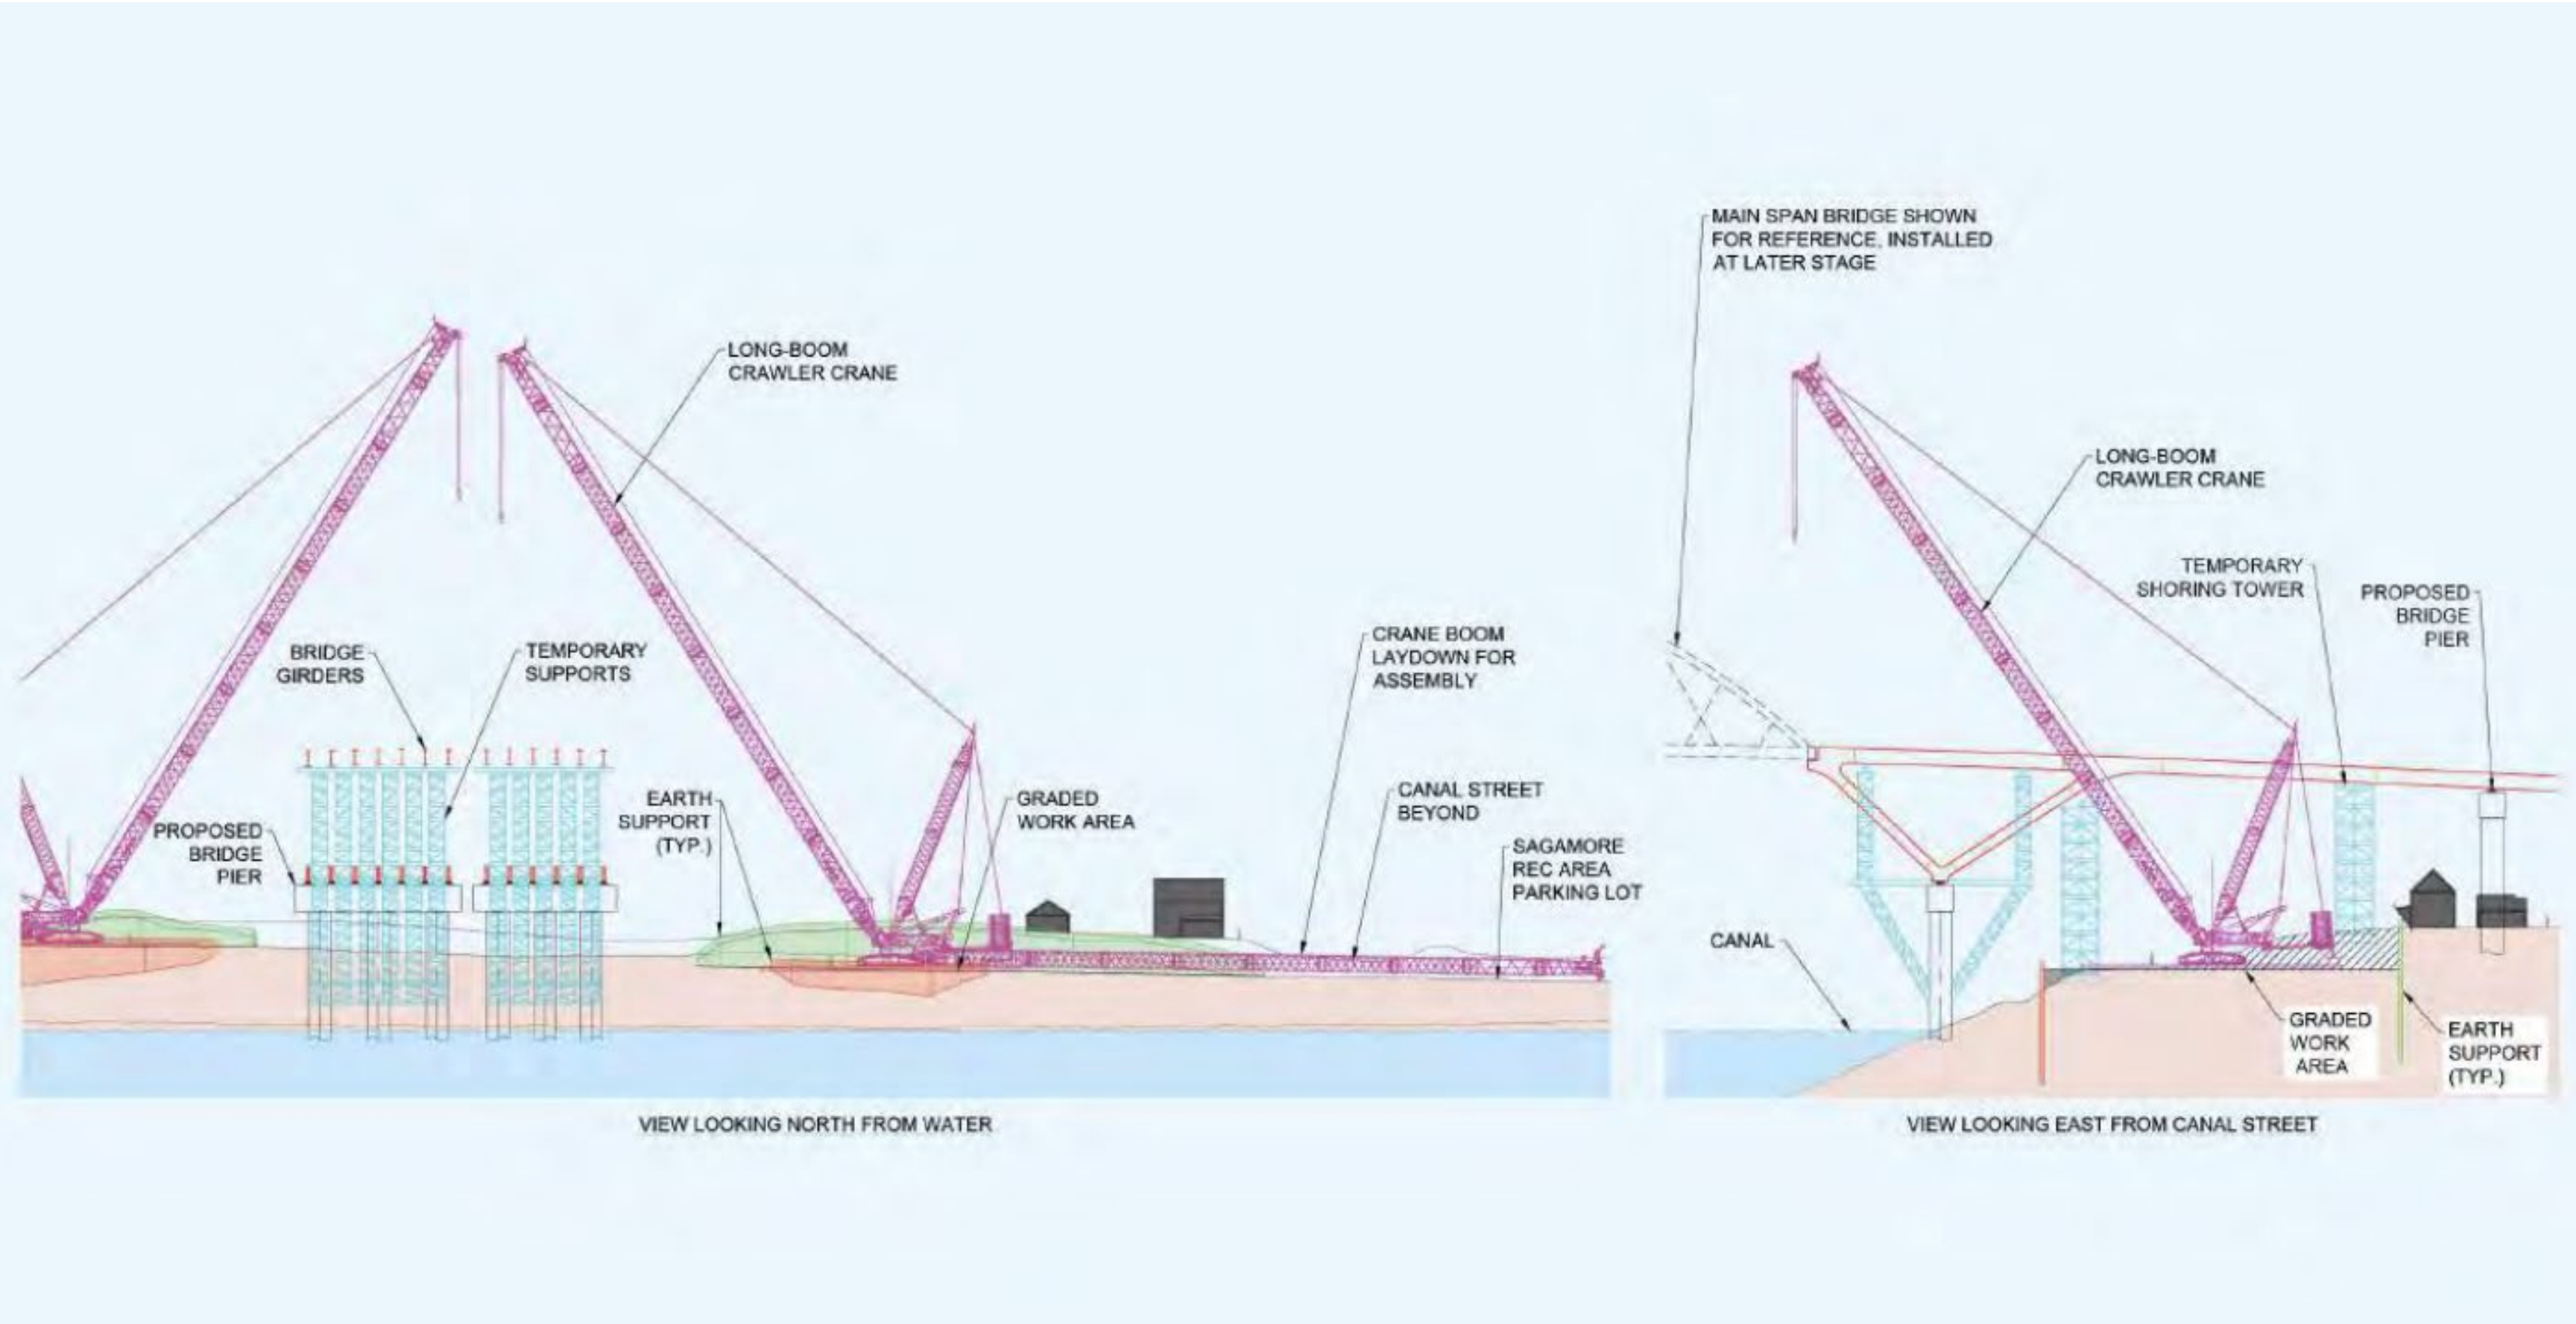 MAIN SPAN BRIDGE SHOWN
FOR REFERENCE, INSTALLED
AT LATER STAGE
LONG-BOOM
CRAWLER CRANE
LONG-BOOM
CRAWLER CRANE
TEMPORARY
SHORING TOWER
PROPOSED
BRIDGE
PIER
BRIDGE
GIRDERS
TEMPORARY
SUPPORTS
CRANE BOOM
LAYDOWN FOR
ASSEMBLY
PROPOSED
BRIDGE
PIER
EARTH
SUPPORT
(TYP.)
GRADED
WORK AREA
CANAL STREET
BEYOND
SAGAMORE
REC AREA
PARKING LOT
CANAL
GRADED
WORK
AREA
EARTH
SUPPORT
(TYP.)
VIEW LOOKING NORTH FROM WATER
VIEW LOOKING EAST FROM CANAL STREET